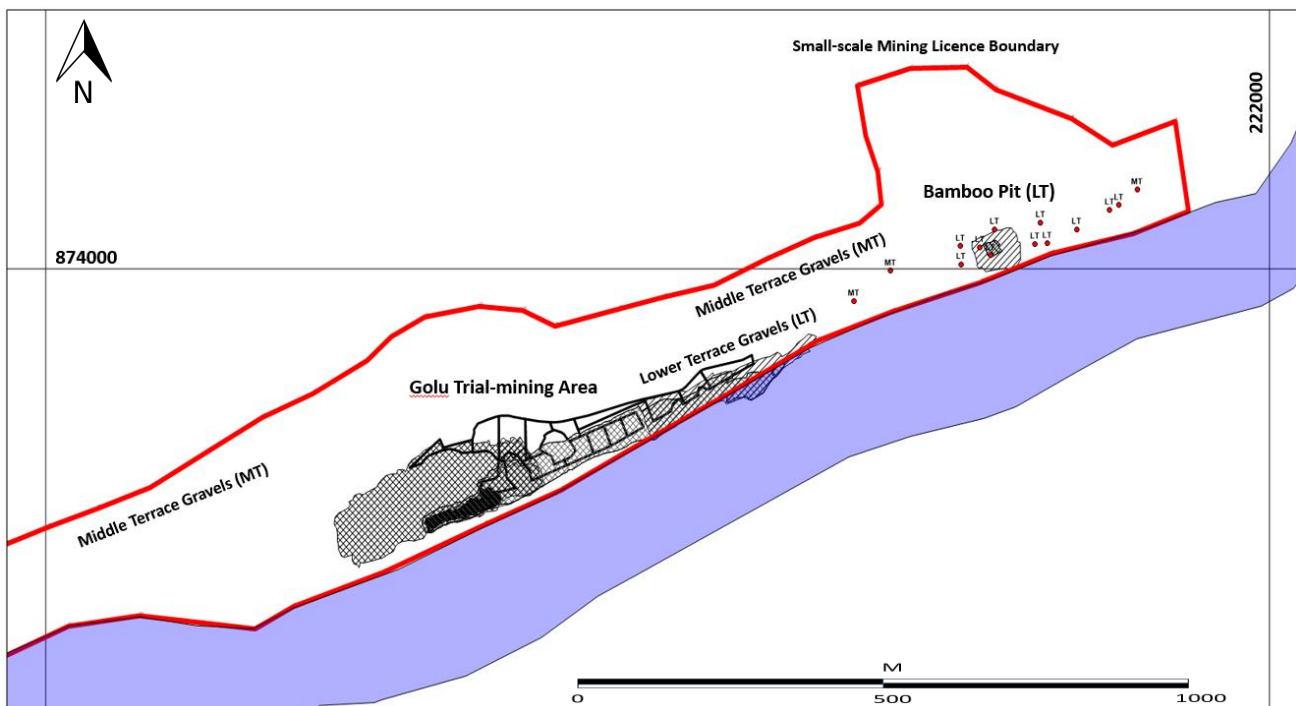 Small-scale Mining Licence Boundary
N
222000
MT
Bamboo Pit (LT)
LT
LT
LT
LT
LT
LT
LT
LT
LT
LT
874000
LT
MT
Middle Terrace Gravels (MT)
MT
Lower Terrace Gravels (LT)
Golu Trial-mining Area
Middle Terrace Gravels (MT)
M
0
500
1000